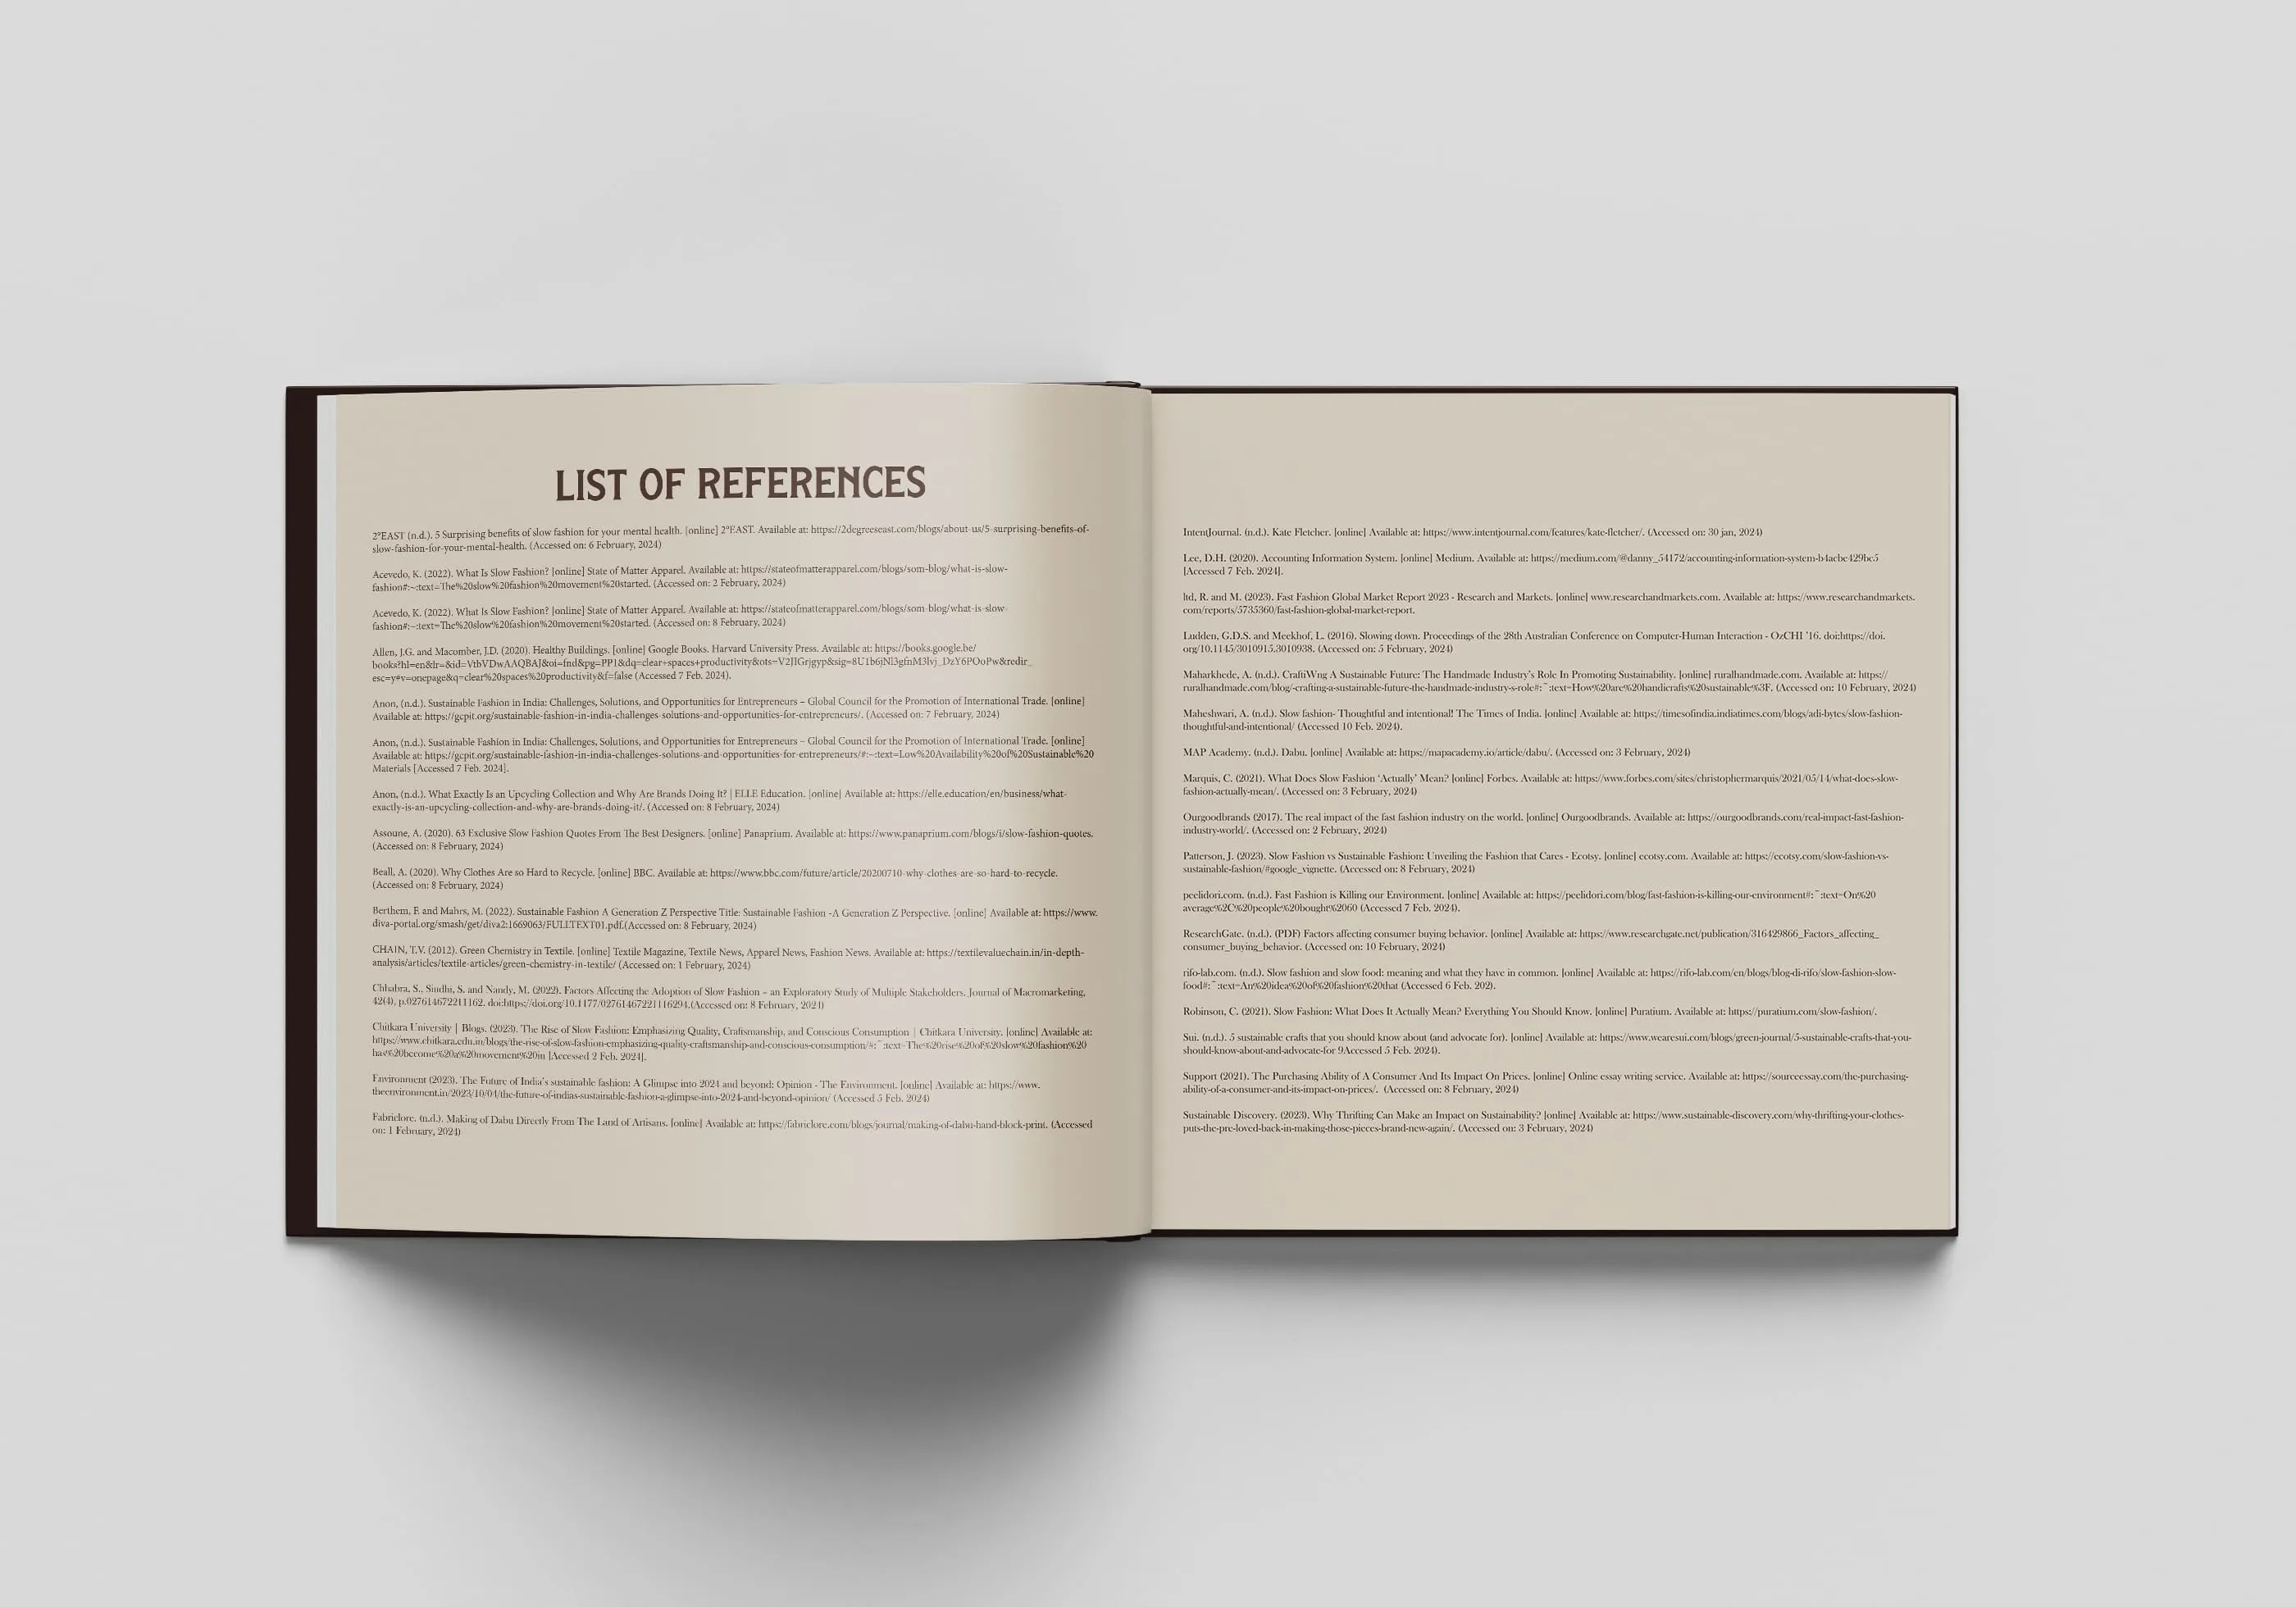 LIST OF REFERENCES
2°EAST (n.d.). 5 Surprising benefits of slow fashion for your mental health. [online] 2°EAST. Available at: https://2degreeseast.com/blogs/about-us/5-surprising-benefits-of-
slow-fashion-for-your-mental-health. (Accessed on: 6 February, 2024)
Acevedo, K. (2022). What Is Slow Fashion? [online] State of Matter Apparel. Available at: https://stateofmatterapparel.com/blogs/som-blog/what-is-slow-
fashion#:~:text=The%20slow%20fashion%20movement%20started. (Accessed on: 2 February, 2024)
Acevedo, K. (2022). What Is Slow Fashion? [online] State of Matter Apparel. Available at: https://stateofmatterapparel.com/blogs/som-blog/what-is-slow-
fashion#:~:text=The%20slow%20fashion%20movement%20started. (Accessed on: 8 February, 2024)
Allen, J.G. and Macomber, J.D. (2020). Healthy Buildings. [online] Google Books. Harvard University Press. Available at: https://books.google.be/
esc=y#v=onepage&q=clear%20spaces%20productivity&f=false (Accessed 7 Feb. 2024).
Anon, (n.d.). Sustainable Fashion in India: Challenges, Solutions, and Opportunities for Entrepreneurs – Global Council for the Promotion of International Trade. [online]
Available at: https://gcpit.org/sustainable-fashion-in-india-challenges-solutions-and-opportunities-for-entrepreneurs/. (Accessed on: 7 February, 2024)
Anon, (n.d.). Sustainable Fashion in India: Challenges, Solutions, and Opportunities for Entrepreneurs – Global Council for the Promotion of International Trade. [online]
Available at: https://gcpit.org/sustainable-fashion-in-india-challenges-solutions-and-opportunities-for-entrepreneurs/#:~:text=Low%20Availability%20of%20Sustainable%20
Materials [Accessed 7 Feb. 2024].
Anon, (n.d.). What Exactly Is an Upcycling Collection and Why Are Brands Doing It? | ELLE Education. [online] Available at: https://elle.education/en/business/what-
exactly-is-an-upcycling-collection-and-why-are-brands-doing-it/. (Accessed on: 8 February, 2024)
Assoune, A. (2020). 63 Exclusive Slow Fashion Quotes From The Best Designers. [online] Panaprium. Available at: https://www.panaprium.com/blogs/i/slow-fashion-quotes.
(Accessed on: 8 February, 2024)
Beall, A. (2020). Why Clothes Are so Hard to Recycle. [online] BBC. Available at: https://www.bbc.com/future/article/20200710-why-clothes-are-so-hard-to-recycle.
(Accessed on: 8 February, 2024)
Berthem, F. and Mahrs, M. (2022). Sustainable Fashion A Generation Z Perspective Title: Sustainable Fashion -A Generation Z Perspective. [online] Available at: https://www.
diva-portal.org/smash/get/diva2:1669063/FULLTEXT01.pdf.(Accessed on: 8 February, 2024)
CHAIN, T.V. (2012). Green Chemistry in Textile. [online] Textile Magazine, Textile News, Apparel News, Fashion News. Available at: https://textilevaluechain.in/in-depth-
analysis/articles/textile-articles/green-chemistry-in-textile/ (Accessed on: 1 February, 2024)
Chhabra, S., Sindhi, S. and Nandy, M. (2022). Factors Affecting the Adoption of Slow Fashion – an Exploratory Study of Multiple Stakeholders. Journal of Macromarketing,
42(4), p.027614672211162. doi:https://doi.org/10.1177/02761467221116294.(Accessed on: 8 February, 2024)
Chitkara University | Blogs. (2023). The Rise of Slow Fashion: Emphasizing Quality, Craftsmanship, and Conscious Consumption | Chitkara University. [online] Available at:
https://www.chitkara.edu.in/blogs/the-rise-of-slow-fashion-emphasizing-quality-craftsmanship-and-conscious-consumption/#:~:text=The%20rise%20of%20slow%20fashion%20
has%20become%20a%20movement%20in [Accessed 2 Feb. 2024].
Environment (2023). The Future of India's sustainable fashion: A Glimpse into 2024 and beyond: Opinion - The Environment. [online] Available at: https://www.
theenvironment.in/2023/10/04/the-future-of-indias-sustainable-fashion-a-glimpse-into-2024-and-beyond-opinion/ (Accessed 5 Feb. 2024)
Fabriclore. (n.d.). Making of Dabu Directly From The Land of Artisans. [online] Available at: https://fabriclore.com/blogs/journal/making-of-dabu-hand-block-print. (Accessed
on: 1 February, 2024)
IntentJournal. (n.d.). Kate Fletcher. [online] Available at: https://www.intentjournal.com/features/kate-fletcher/. (Accessed on: 30 jan, 2024)
Lee, D.H. (2020). Accounting Information System. [online] Medium. Available at: https://medium.com/@danny_54172/accounting-information-system-b4aebc429bc5
[Accessed 7 Feb. 2024].
ltd, R. and M. (2023). Fast Fashion Global Market Report 2023 - Research and Markets. [online] www.researchandmarkets.com. Available at: https://www.researchandmarkets.
com/reports/5735360/fast-fashion-global-market-report.
Ludden, G.D.S. and Meekhof, L. (2016). Slowing down. Proceedings of the 28th Australian Conference on Computer-Human Interaction - OzCHI '16. doi:https://doi.
org/10.1145/3010915.3010938. (Accessed on: 5 February, 2024)
Maharkhede, A. (n.d.). CraftiWng A Sustainable Future: The Handmade Industry's Role In Promoting Sustainability. [online] ruralhandmade.com. Available at: https://
ruralhandmade.com/blog/-crafting-a-sustainable-future-the-handmade-industry-s-role#:~:text=How%20are%20handicrafts%20sustainable%3F. (Accessed on: 10 February, 2024)
Maheshwari, A. (n.d.). Slow fashion- Thoughtful and intentional! The Times of India. [online] Available at: https://timesofindia.indiatimes.com/blogs/adi-bytes/slow-fashion-
thoughtful-and-intentional/ (Accessed 10 Feb. 2024).
MAP Academy. (n.d.). Dabu. [online] Available at: https://mapacademy.io/article/dabu/. (Accessed on: 3 February, 2024)
Marquis, C. (2021). What Does Slow Fashion ‘Actually’ Mean? [online] Forbes. Available at: https://www.forbes.com/sites/christophermarquis/2021/05/14/what-does-slow-
fashion-actually-mean/. (Accessed on: 3 February, 2024)
Ourgoodbrands (2017). The real impact of the fast fashion industry on the world. [online] Ourgoodbrands. Available at: https://ourgoodbrands.com/real-impact-fast-fashion-
industry-world/. (Accessed on: 2 February, 2024)
Patterson, J. (2023). Slow Fashion vs Sustainable Fashion: Unveiling the Fashion that Cares - Ecotsy. [online] ecotsy.com. Available at: https://ecotsy.com/slow-fashion-vs-
sustainable-fashion/#google_vignette. (Accessed on: 8 February, 2024)
peelidori.com. (n.d.). Fast Fashion is Killing our Environment. [online] Available at: https://peelidori.com/blog/fast-fashion-is-killing-our-environment#:~:text=On%20
average%2C%20people%20bought%2060 (Accessed 7 Feb. 2024).
ResearchGate. (n.d.). (PDF) Factors affecting consumer buying behavior. [online] Available at: https://www.researchgate.net/publication/316429866_Factors_affecting_
consumer_buying_behavior. (Accessed on: 10 February, 2024)
rifo-lab.com. (n.d.). Slow fashion and slow food: meaning and what they have in common. [online] Available at: https://rifo-lab.com/en/blogs/blog-di-rifo/slow-fashion-slow-
food#:~:text=An%20idea%20of%20fashion%20that (Accessed 6 Feb. 202).
Robinson, C. (2021). Slow Fashion: What Does It Actually Mean? Everything You Should Know. [online] Puratium. Available at: https://puratium.com/slow-fashion/.
Sui. (n.d.). 5 sustainable crafts that you should know about (and advocate for). [online] Available at: https://www.wearesui.com/blogs/green-journal/5-sustainable-crafts-that-you-
should-know-about-and-advocate-for 9Accessed 5 Feb. 2024).
Support (2021). The Purchasing Ability of A Consumer And Its Impact On Prices. [online] Online essay writing service. Available at: https://sourceessay.com/the-purchasing-
ability-of-a-consumer-and-its-impact-on-prices/. (Accessed on: 8 February, 2024)
Sustainable Discovery. (2023). Why Thrifting Can Make an Impact on Sustainability? [online] Available at: https://www.sustainable-discovery.com/why-thrifting-your-clothes-
puts-the-pre-loved-back-in-making-those-pieces-brand-new-again/. (Accessed on: 3 February, 2024)